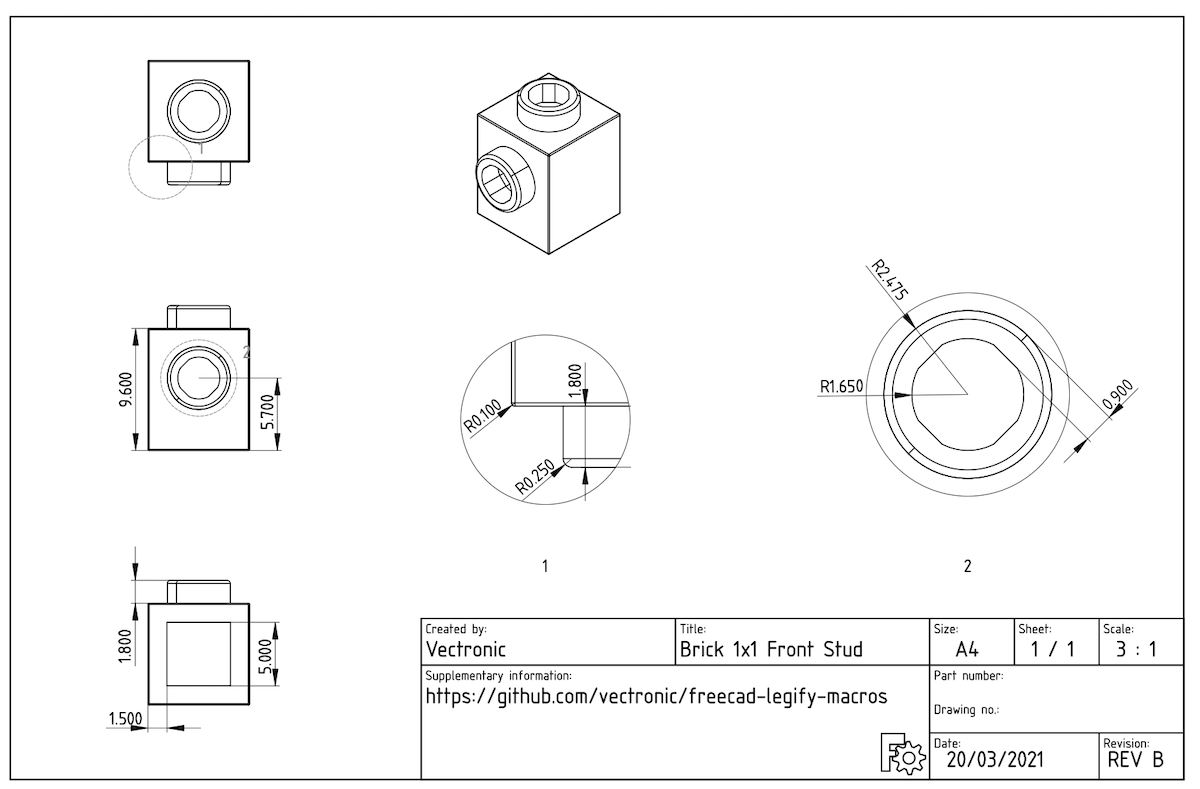 1
9.600
2
5.700
1.800
5.000
1.500
R0.100
1.800
R0.250
1
R2.475
R1.650
0.900
2
Created by:
Vectronic
Title:
Brick 1x1 Front Stud
Size:
A4
Sheet:
1 / 1
Scale:
3 : 1
Supplementary information:
https://github.com/vectronic/freecad-legify-macros
Part number:
Drawing no.:
Date:
20/03/2021
Revision:
REV B